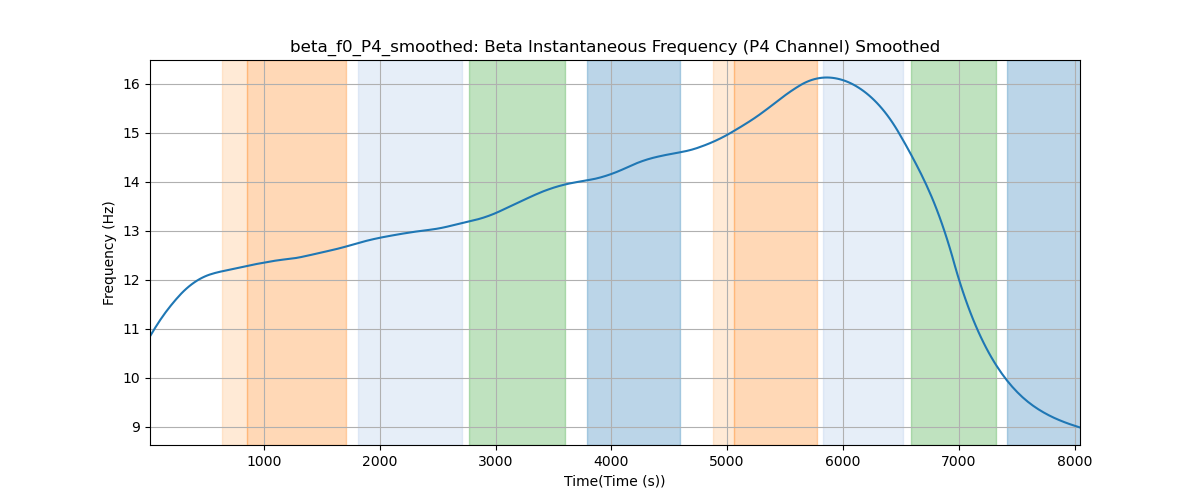 beta_f0_P4_smoothed: Beta Instantaneous Frequency (P4 Channel) Smoothed
16
15
14
13
12
11
10
9
Frequency (Hz)
1000 2000 3000 4000 5000 6000 7000 8000
Time(Time (s))